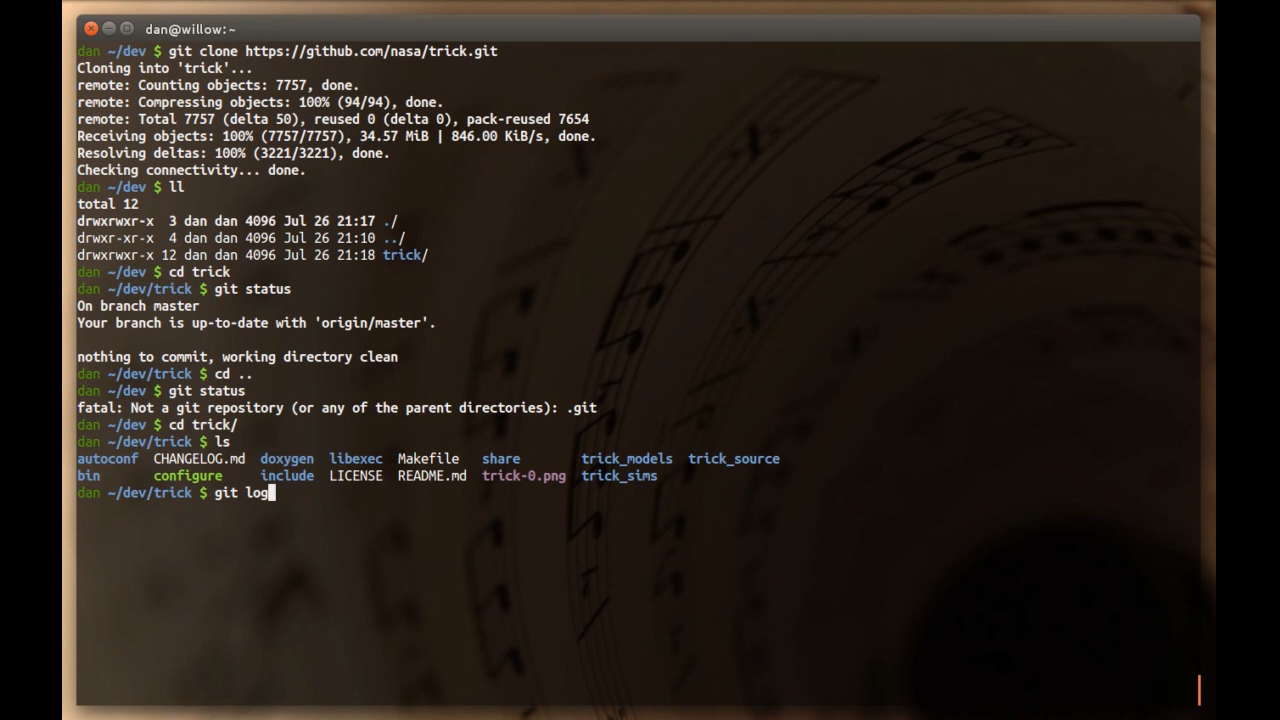 dan@willow: ~
dan ~/dev $ git clone https://github.com/nasa/trick.git
Cloning into 'trick'...
remote: Counting objects: 7757, done.
remote: Compressing objects: 100% (94/94), done.
remote: Total 7757 (delta 50), reused 0 (delta 0), pack-reused 7654
Receiving objects: 100% (7757/7757), 34.57 MiB | 846.00 KiB/s, done.
Resolving deltas: 100% (3221/3221), done.
Checking connectivity... done.
dan ~/dev $ ll
total 12
drwxrwxr-x  3 dan dan 4096 Jul 26 21:17 ./
drwxr-xr-x  4 dan dan 4096 Jul 26 21:10 ../
drwxrwxr-x 12 dan dan 4096 Jul 26 21:18 trick/
dan ~/dev $ cd trick
dan ~/dev/trick $ git status
On branch master
Your branch is up-to-date with 'origin/master'.
nothing to commit, working directory clean
dan ~/dev/trick $ cd ..
dan ~/dev $ git status
fatal: Not a git repository (or any of the parent directories): .git
dan ~/dev $ cd trick/
dan ~/dev/trick $ ls
autoconf  CHANGELOG.md  doxygen  libexec  Makefile   share        trick_models  trick_source
bin       configure     include  LICENSE  README.md  trick-0.png  trick_sims
dan ~/dev/trick $ git log